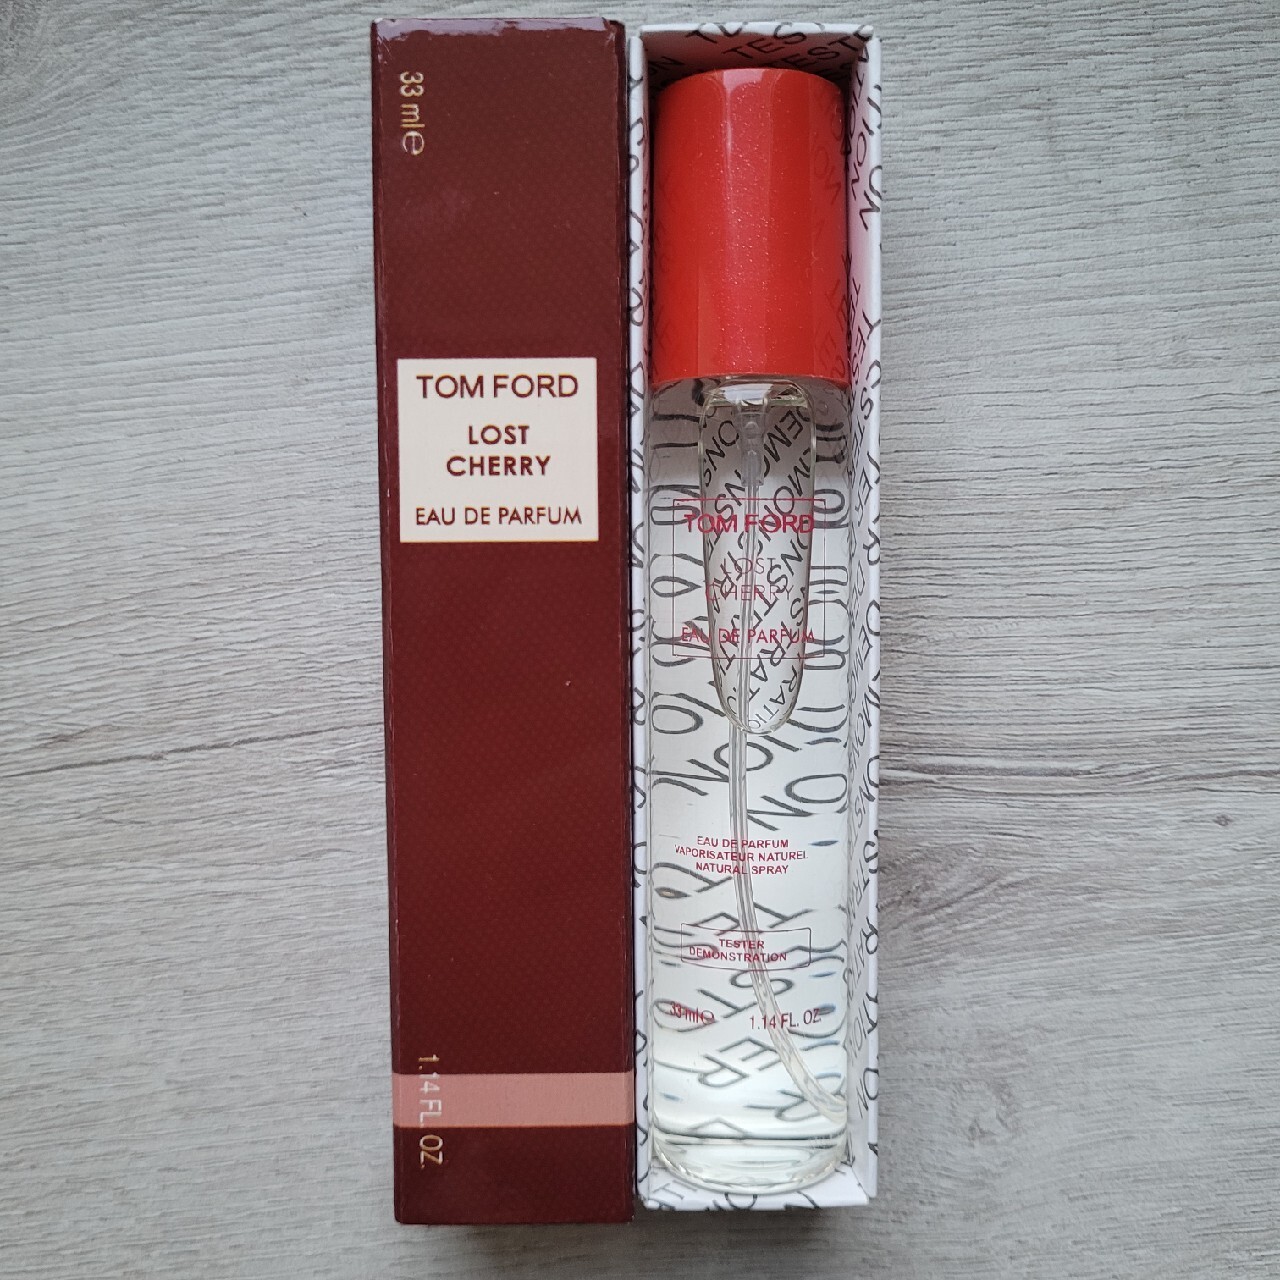 33 ml e
TOM FORD
LOST
CHERRY
EAU DE PARFUM
1.14 FL. OZ.
TOM FORD
LOST
CHERRY
EAU DE PARFUM
EAU DE PARFUM
VAPORISATEUR NATUREL
NATURAL SPRAY
TESTER
DEMONSTRATION
33 ml e 1.14 FL. OZ.